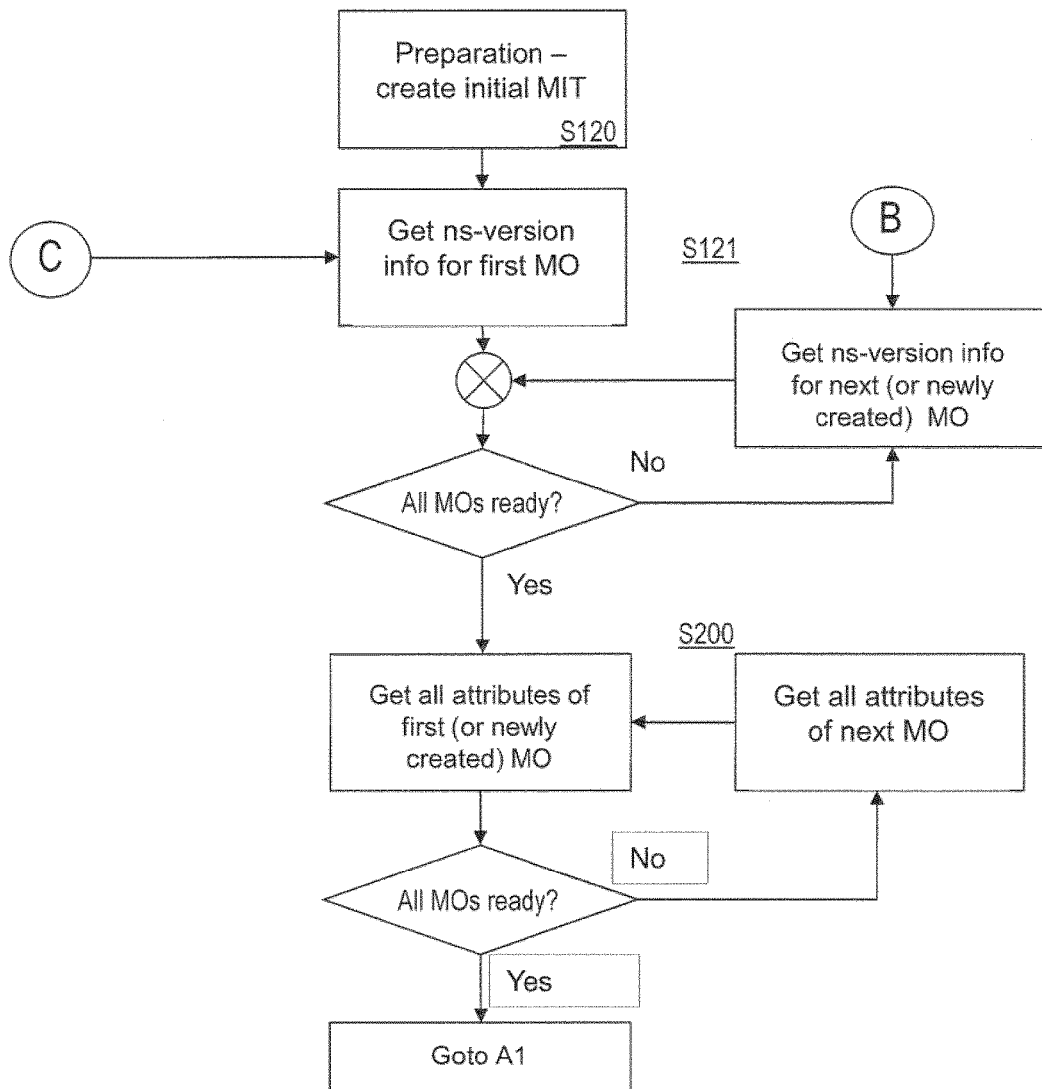 Preparation –
create initial MIT
S120
C
Get ns-version
info for first MO
S121
B
Get ns-version info
for next (or newly
created) MO
No
All MOs ready?
Yes
S200
Get all attributes of
first (or newly
created) MO
Get all attributes
of next MO
No
All MOs ready?
Yes
Goto A1